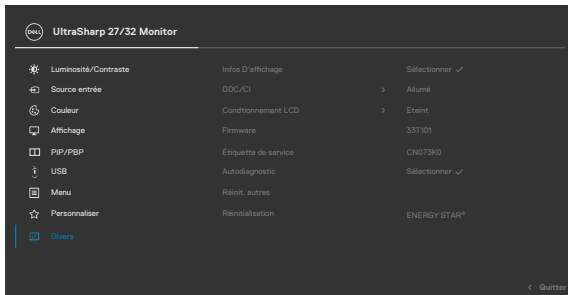 DELL UltraSharp 27/32 Monitor
Luminosité/Contraste Infos D'affichage Sélectionner ✓
Source entrée DDC/CI > Allumé
Couleur Condtionnement LCD > Eteint
Affichage Firmware 33T101
PIP/PBP Étiquette de service CN073K0
USB Autodiagnostic Sélectionner ✓
Menu Réinit. autres
Personnaliser Réinitialisation ENERGY STAR®
Divers
< Quitter